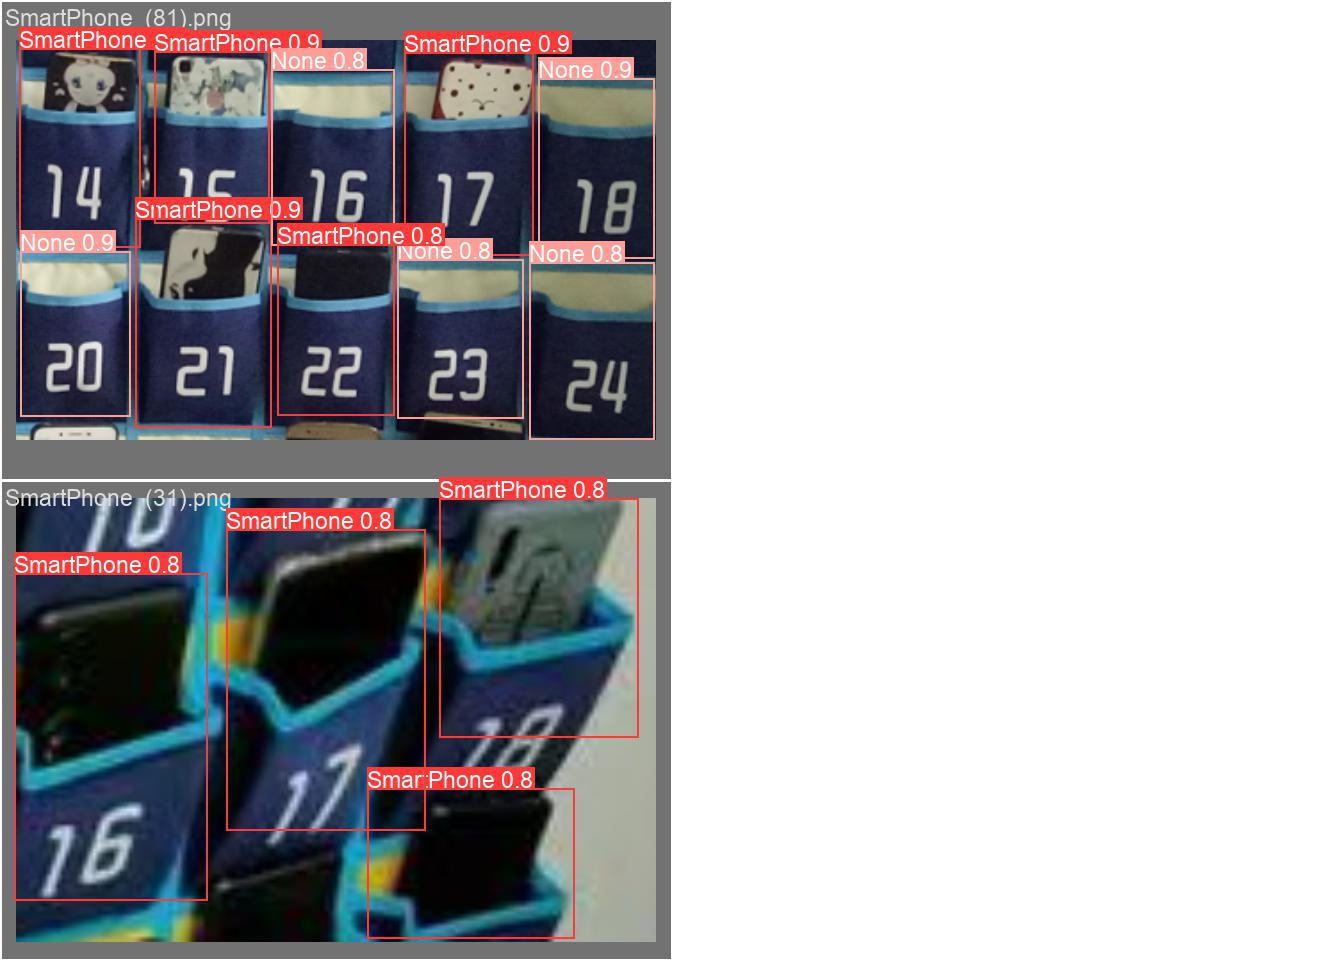 SmartPhone (81).png
SmartPhone
SmartPhone 0.9
None 0.8
SmartPhone 0.9
None 0.9
14
15
16
17
18
None 0.9
SmartPhone 0.9
SmartPhone 0.8
None 0.8
None 0.8
20
21
22
23
24
SmartPhone (31).png
SmartPhone 0.8
SmartPhone 0.8
SmartPhone 0.8
16
17
18
SmartPhone 0.8